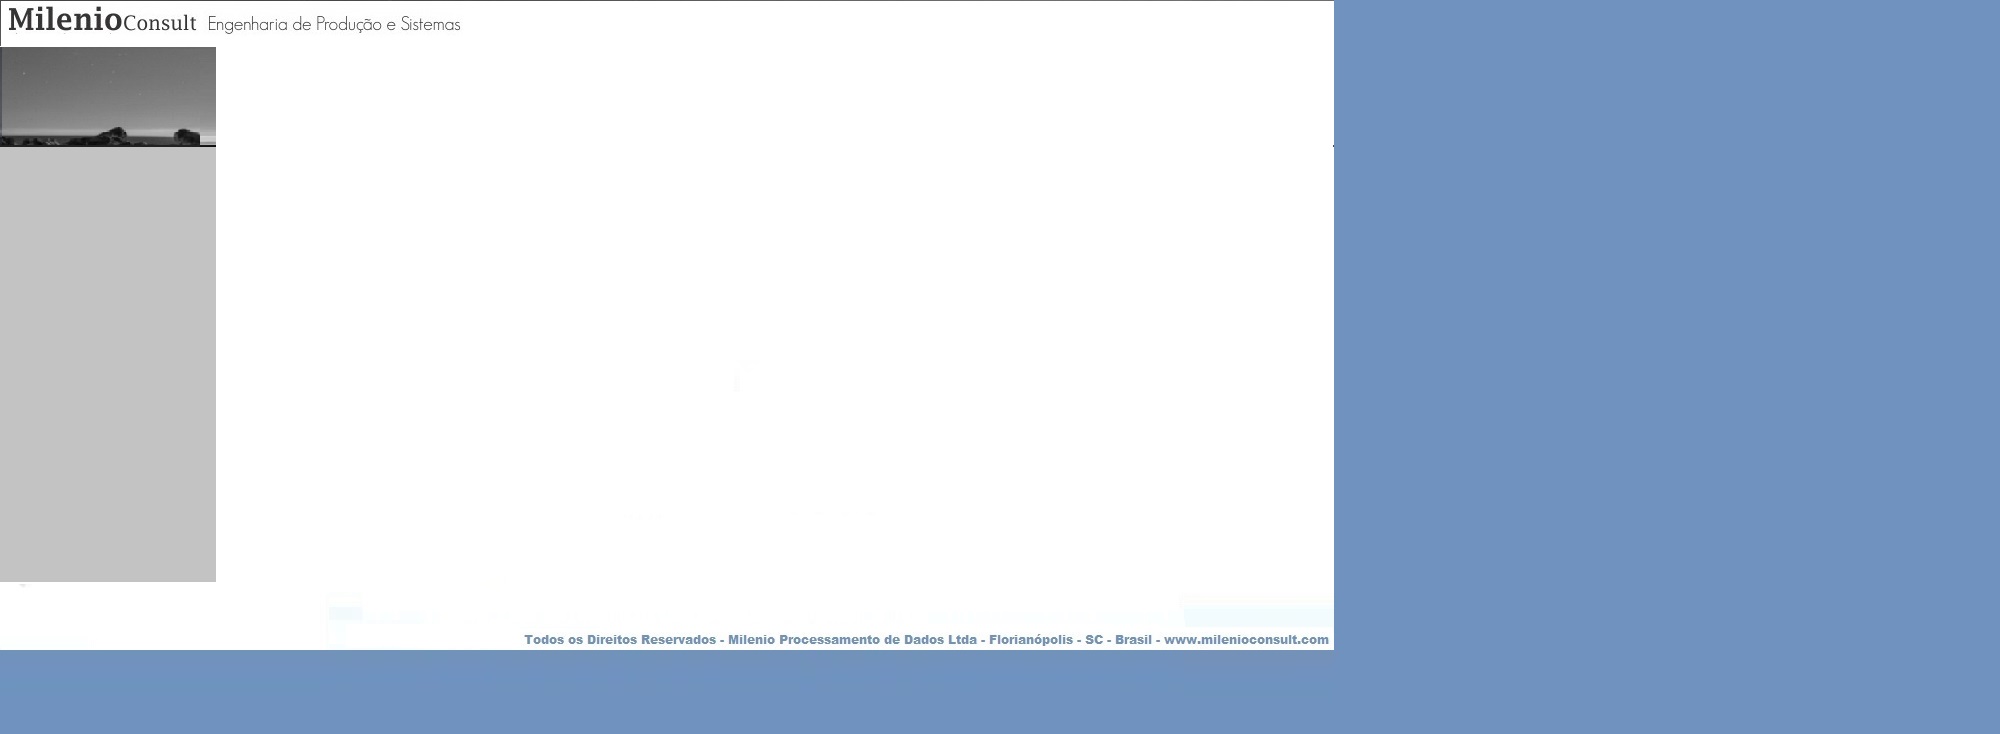 MilenioConsult Engenharia de Produção e Sistemas
Todos os Direitos Reservados - Milenio Processamento de Dados Ltda - Florianópolis - SC - Brasil - www.milenioconsult.com